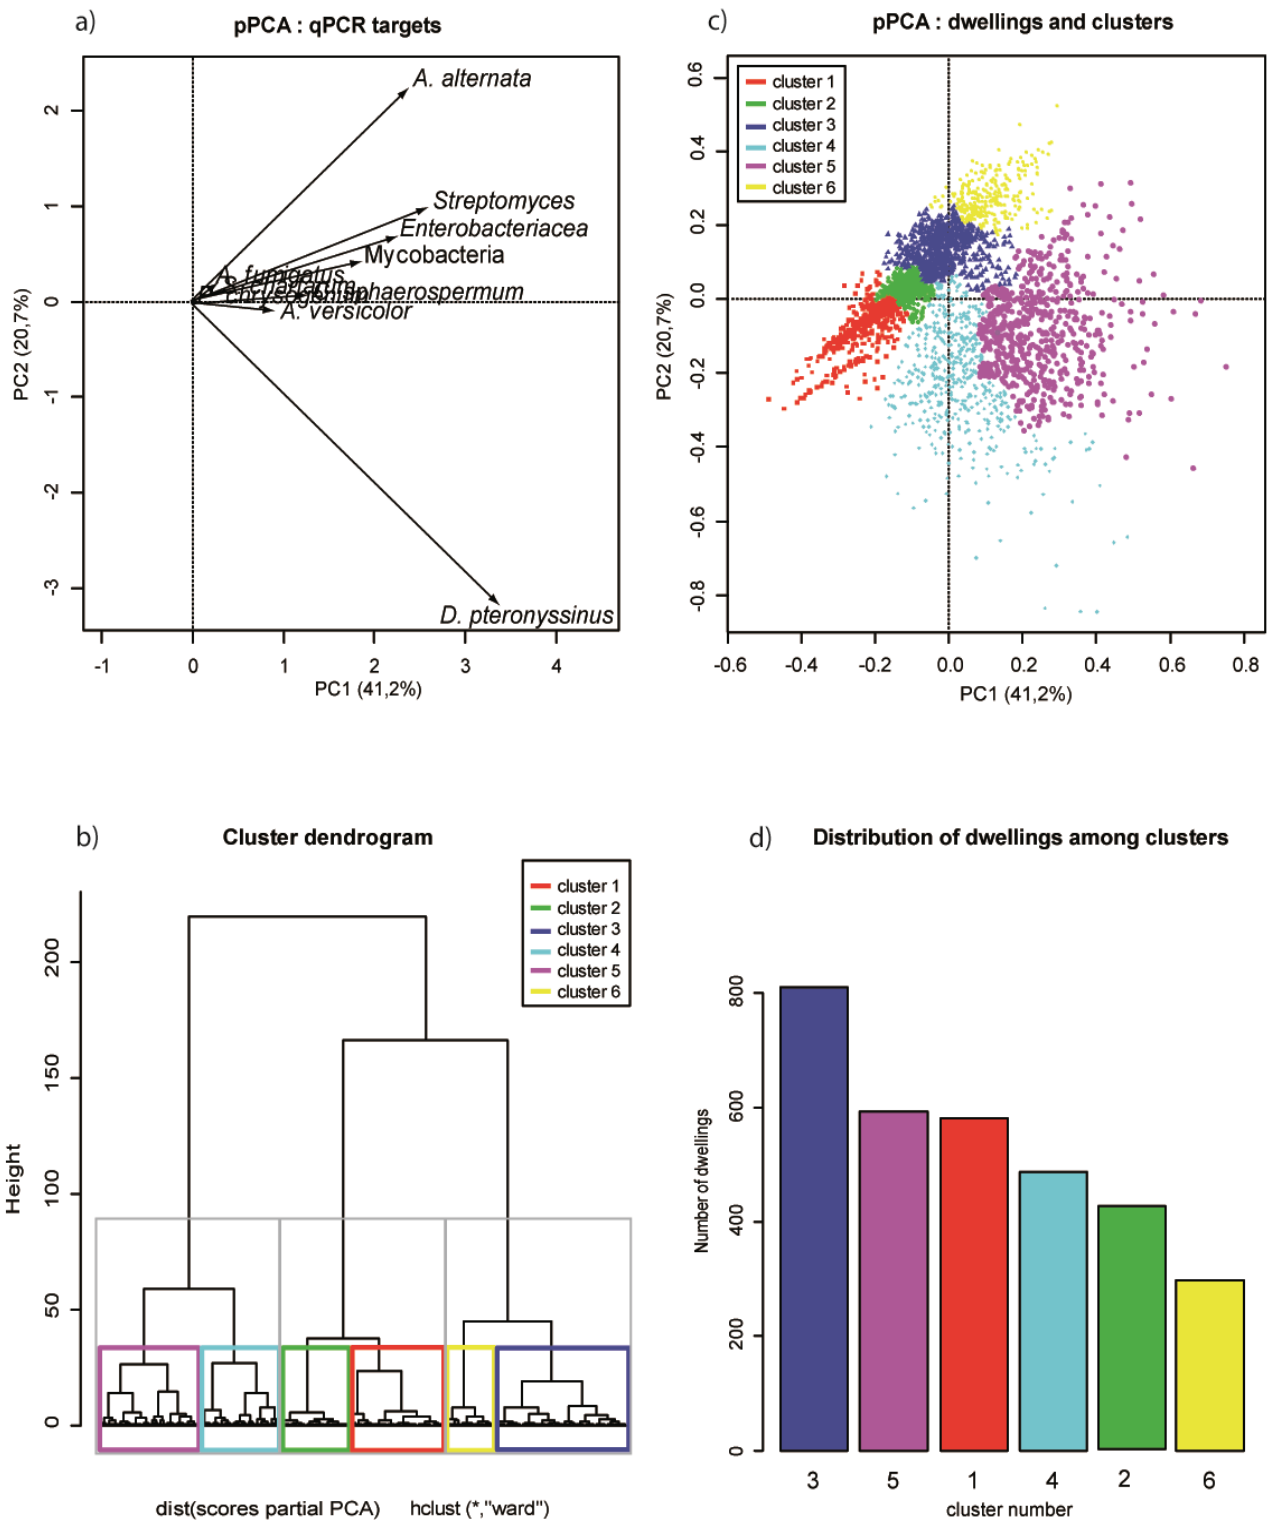 a)
pPCA : qPCR targets
A. alternata
Streptomyces
Enterobacteriacea
Mycobacteria
A. fumigatus
sphaerospermum
A. versicolor
D. pteronyssinus
2
1
0
-1
-2
-3
PC2 (20,7%)
-1 0 1 2 3 4
PC1 (41,2%)
c)
pPCA : dwellings and clusters
cluster 1
cluster 2
cluster 3
cluster 4
cluster 5
cluster 6
0.6
0.4
0.2
0.0
-0.2
-0.4
-0.6
-0.8
PC2 (20,7%)
-0.6 -0.4 -0.2 0.0 0.2 0.4 0.6 0.8
PC1 (41,2%)
b)
Cluster dendrogram
cluster 1
cluster 2
cluster 3
cluster 4
cluster 5
cluster 6
200
150
100
50
0
Height
dist(scores partial PCA) hclust (*,"ward")
d)
Distribution of dwellings among clusters
800
600
400
200
0
Number of dwellings
3 5 1 4 2 6
cluster number